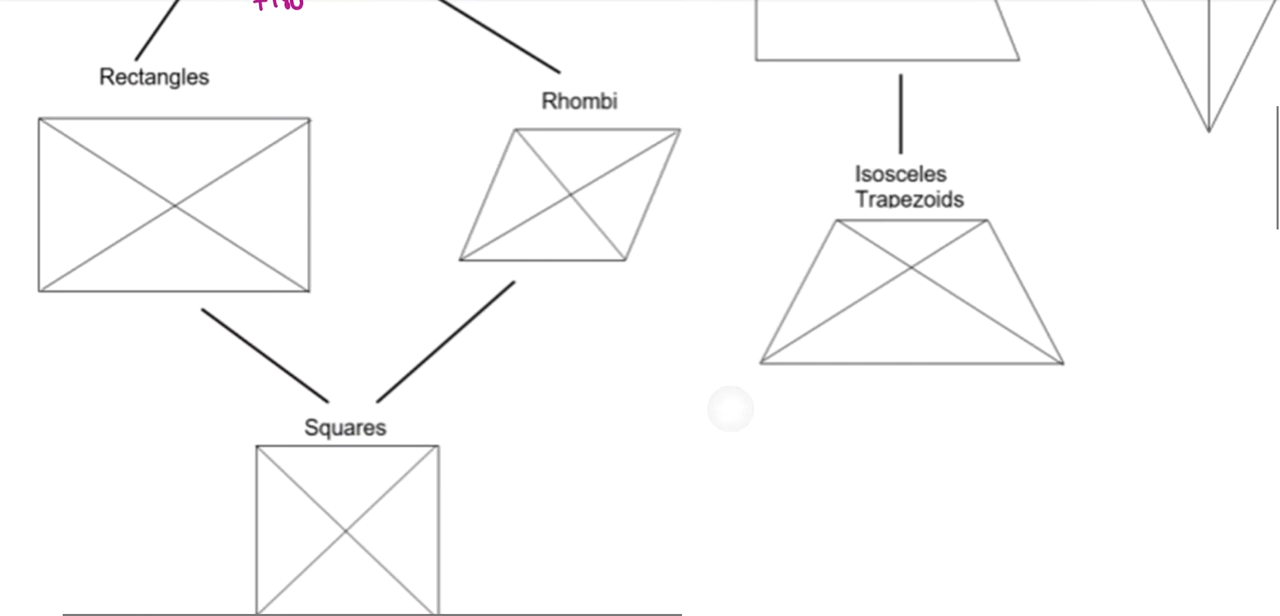 Rectangles
Rhombi
Isosceles
Trapezoids
Squares